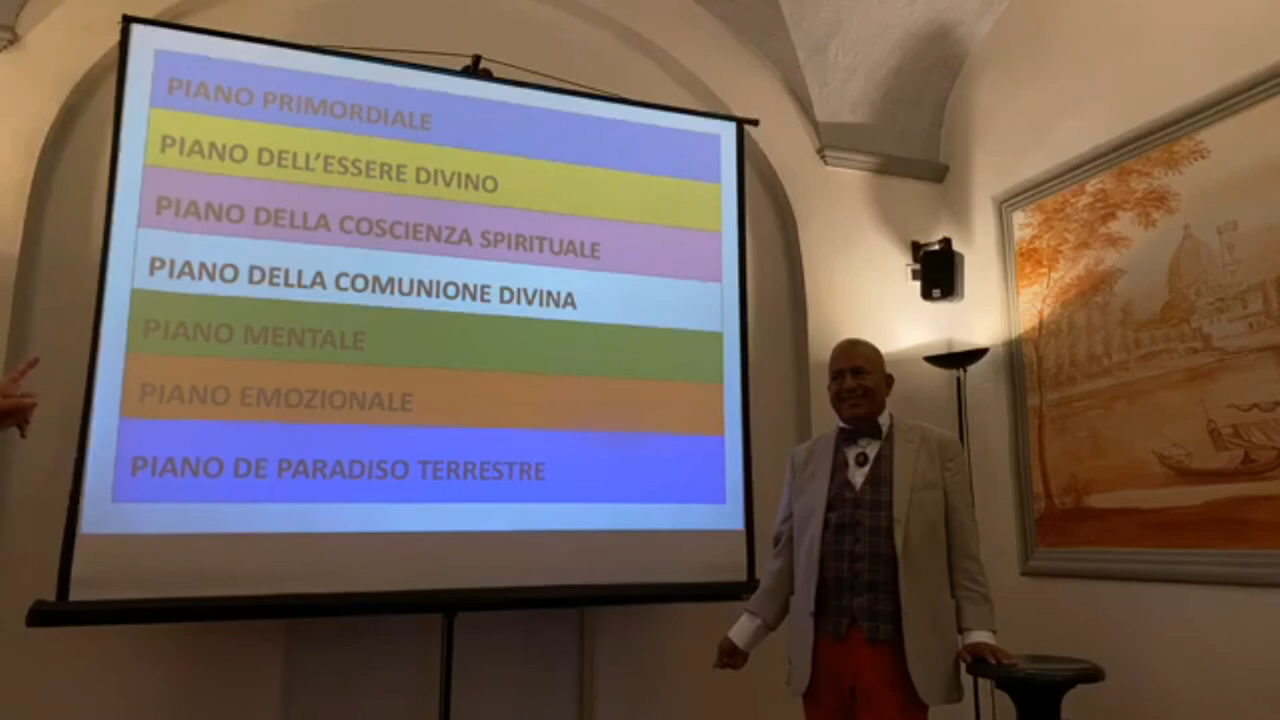 PIANO PRIMORDIALE
PIANO DELL'ESSERE DIVINO
PIANO DELLA COSCIENZA SPIRITUALE
PIANO DELLA COMUNIONE DIVINA
PIANO MENTALE
PIANO EMOZIONALE
PIANO DE PARADISO TERRESTRE